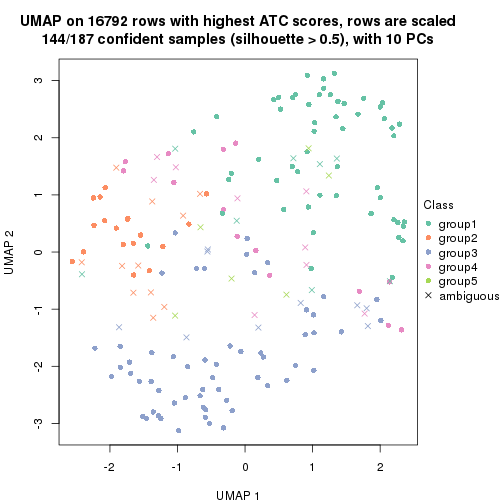 UMAP on 16792 rows with highest ATC scores, rows are scaled
144/187 confident samples (silhouette > 0.5), with 10 PCs
3
2
1
0
-1
-2
-3
UMAP 2
-2
-1
0
1
2
UMAP 1
Class
group1
group2
group3
group4
group5
ambiguous